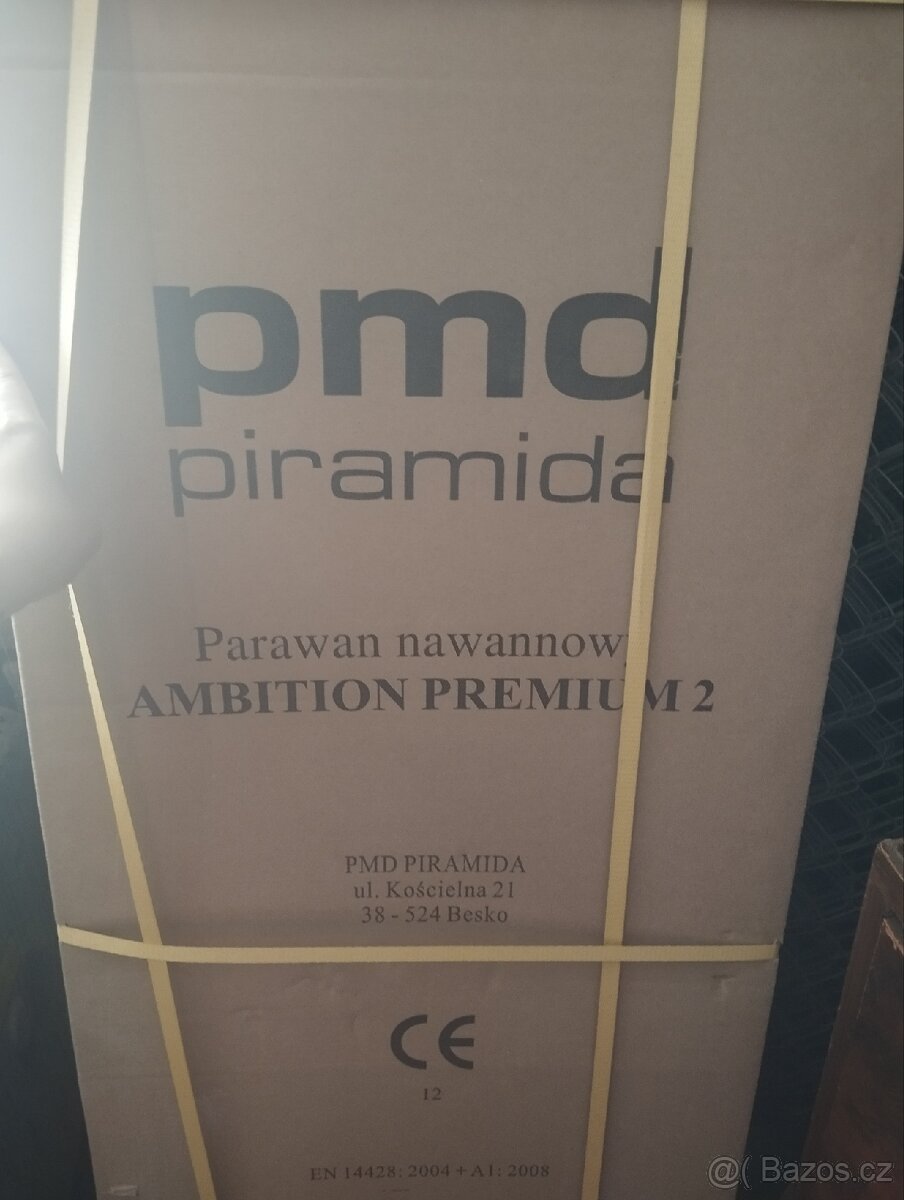 pmd
piramida
Parawan nawannowy
AMBITION PREMIUM 2
PMD PIRAMIDA
ul. Kościelna 21
38 - 524 Besko
CE
12
EN 14428: 2004 + A1: 2008
@( Bazos.cz